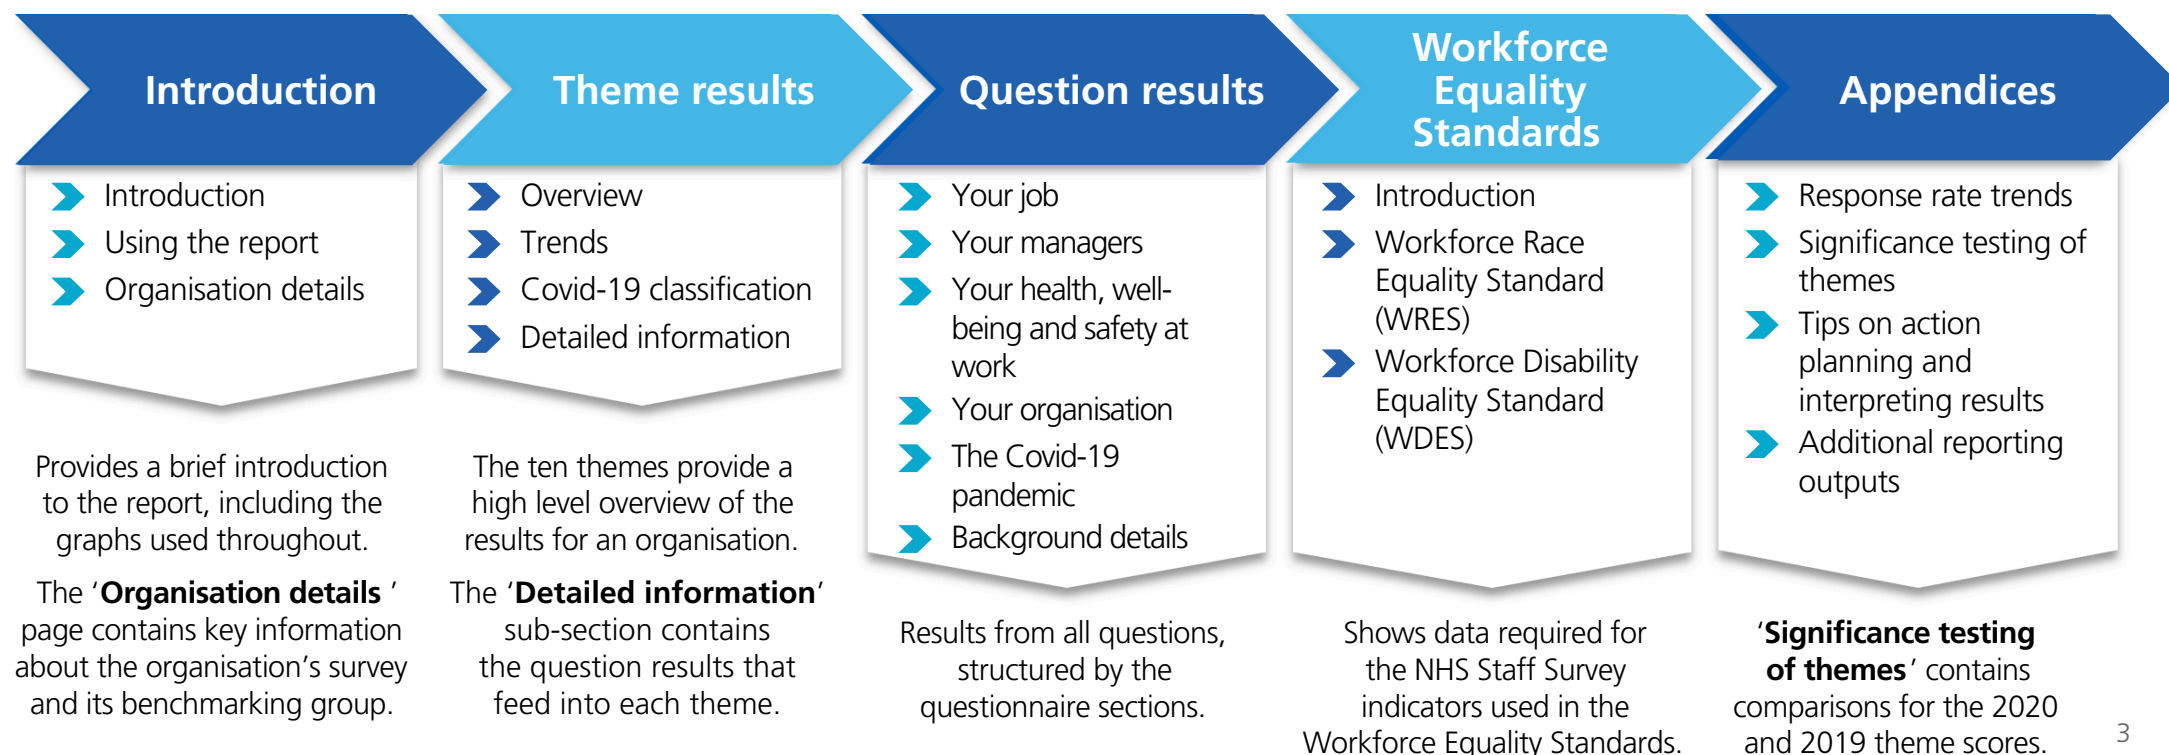 Introduction
Introduction
Using the report
Organisation details
Provides a brief introduction
to the report, including the
graphs used throughout.
The ‘Organisation details ’
page contains key information
about the organisation’s survey
and its benchmarking group.
Theme results
Overview
Trends
Covid-19 classification
Detailed information
The ten themes provide a
high level overview of the
results for an organisation.
The ‘Detailed information’
sub-section contains
the question results that
feed into each theme.
Question results
Your job
Your managers
Your health, well-
being and safety at
work
Your organisation
The Covid-19
pandemic
Background details
Results from all questions,
structured by the
questionnaire sections.
Workforce
Equality
Standards
Introduction
Workforce Race
Equality Standard
(WRES)
Workforce Disability
Equality Standard
(WDES)
Shows data required for
the NHS Staff Survey
indicators used in the
Workforce Equality Standards.
Appendices
Response rate trends
Significance testing of
themes
Tips on action
planning and
interpreting results
Additional reporting
outputs
‘Significance testing
of themes’ contains
comparisons for the 2020
and 2019 theme scores.
3